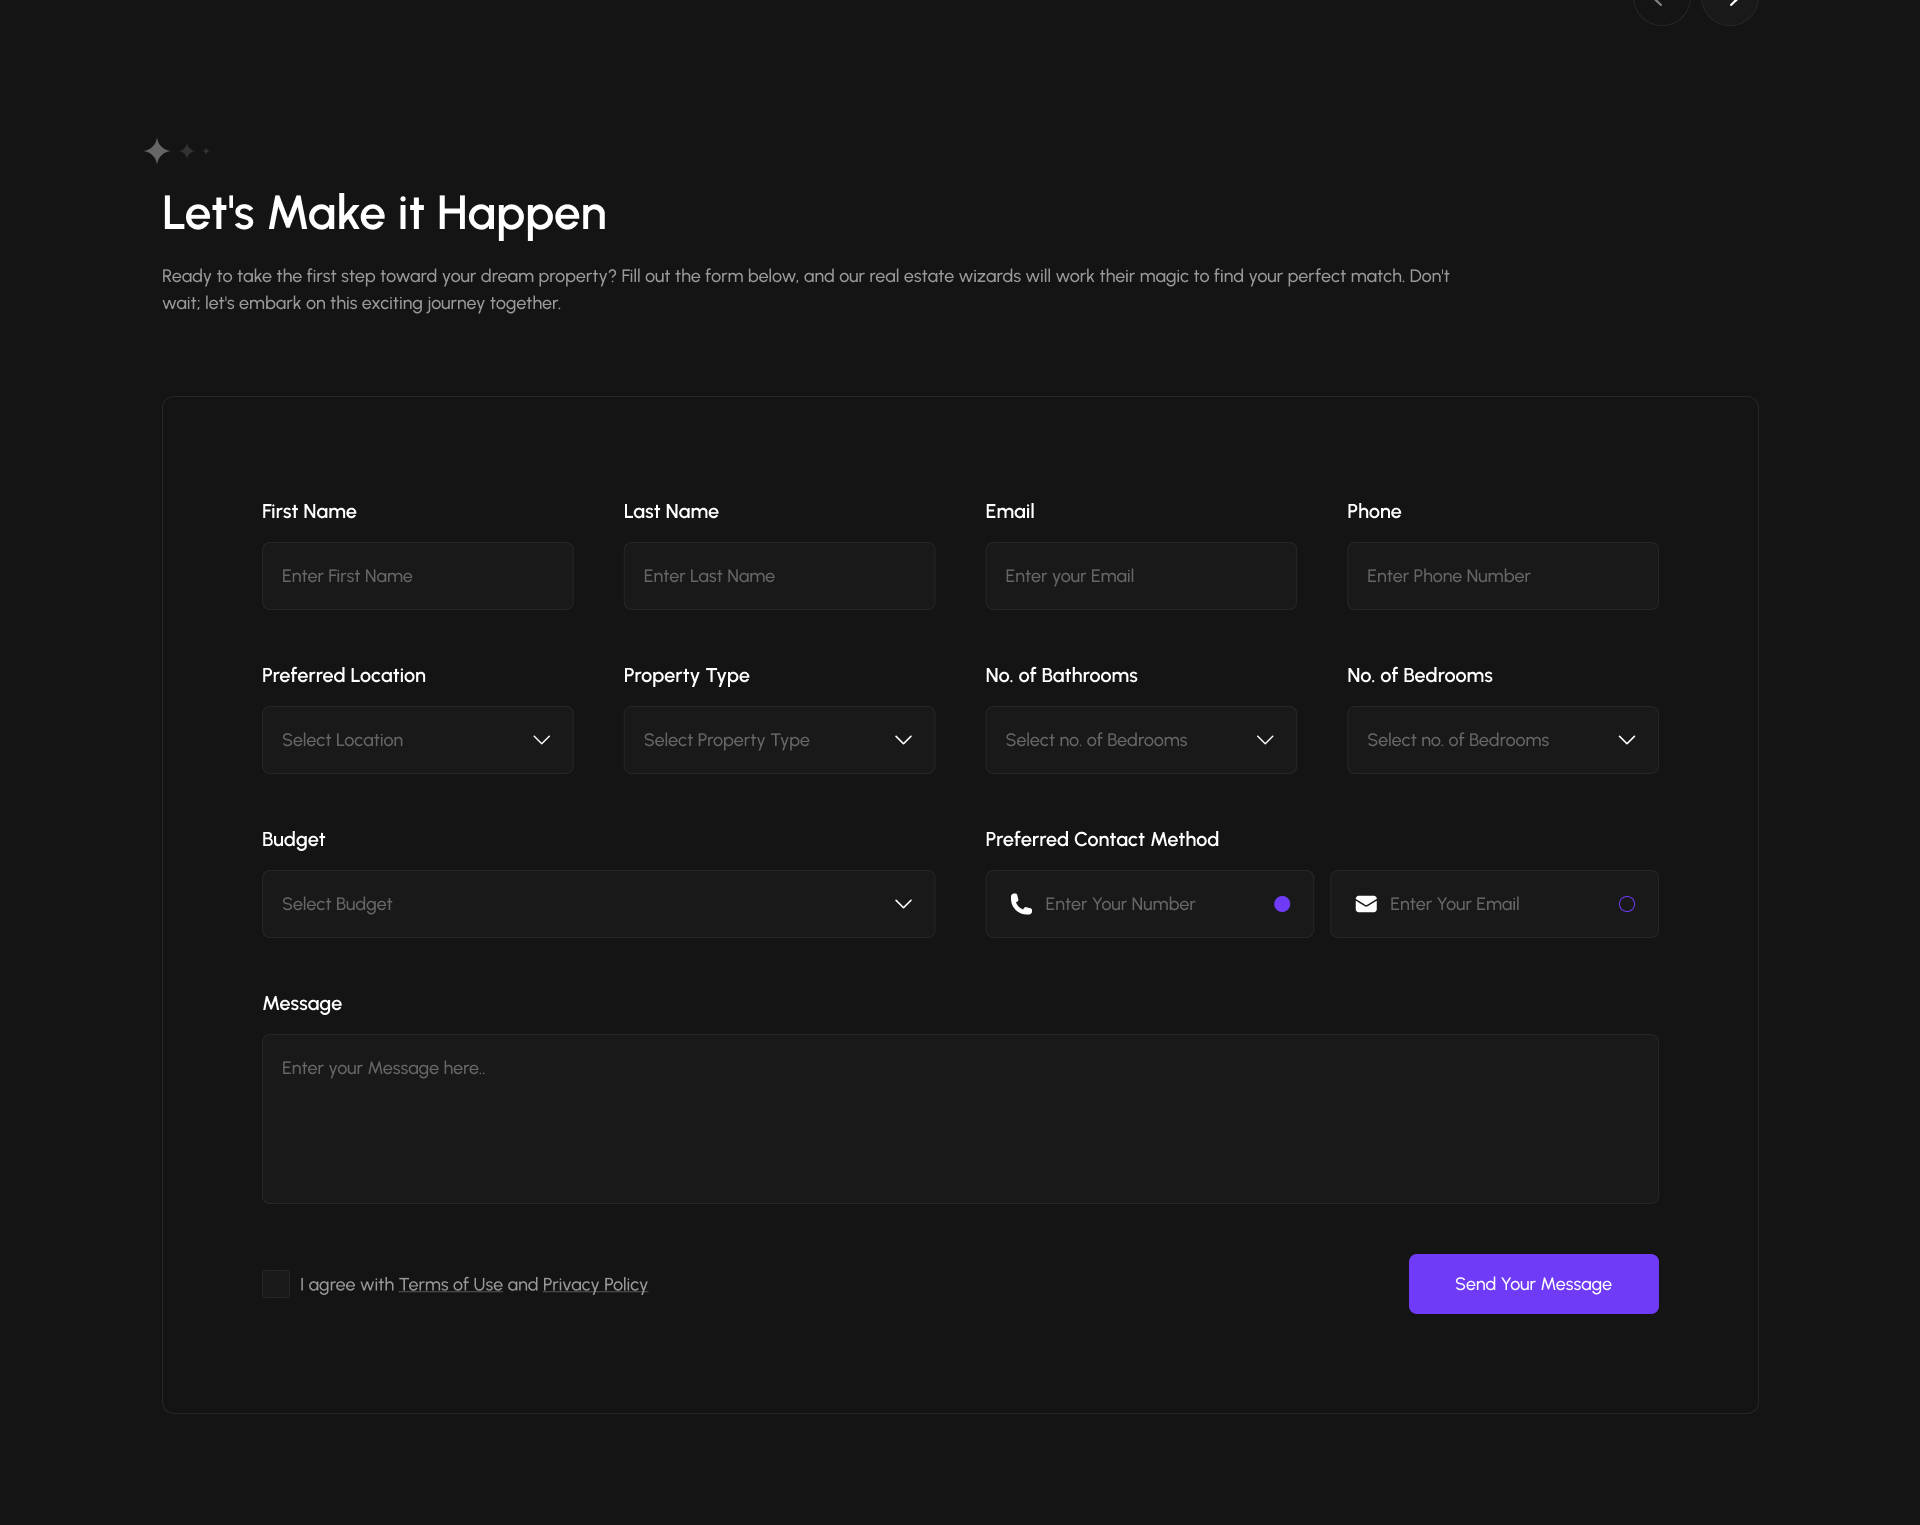 Let's Make it Happen
Ready to take the first step toward your dream property? Fill out the form below, and our real estate wizards will work their magic to find your perfect match. Don't
wait; let's embark on this exciting journey together.
First Name
Last Name
Email
Phone
Enter First Name
Enter Last Name
Enter your Email
Enter Phone Number
Preferred Location
Property Type
No. of Bathrooms
No. of Bedrooms
Select Location
Select Property Type
Select no. of Bedrooms
Select no. of Bedrooms
Budget
Preferred Contact Method
Select Budget
Enter Your Number
Enter Your Email
Message
Enter your Message here..
I agree with Terms of Use and Privacy Policy
Send Your Message